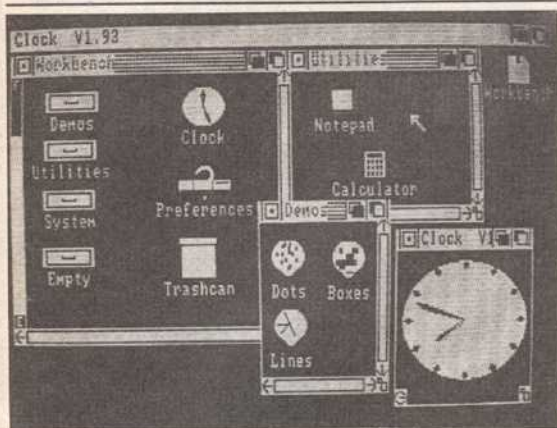 Clock V1.93
Workbench
Utilities
Workbench
Demos
Clock
Notepad
Utilities
Calculator
System
Preferences
Demos
Clock V1
Empty
Trashcan
Dots
Boxes
Lines